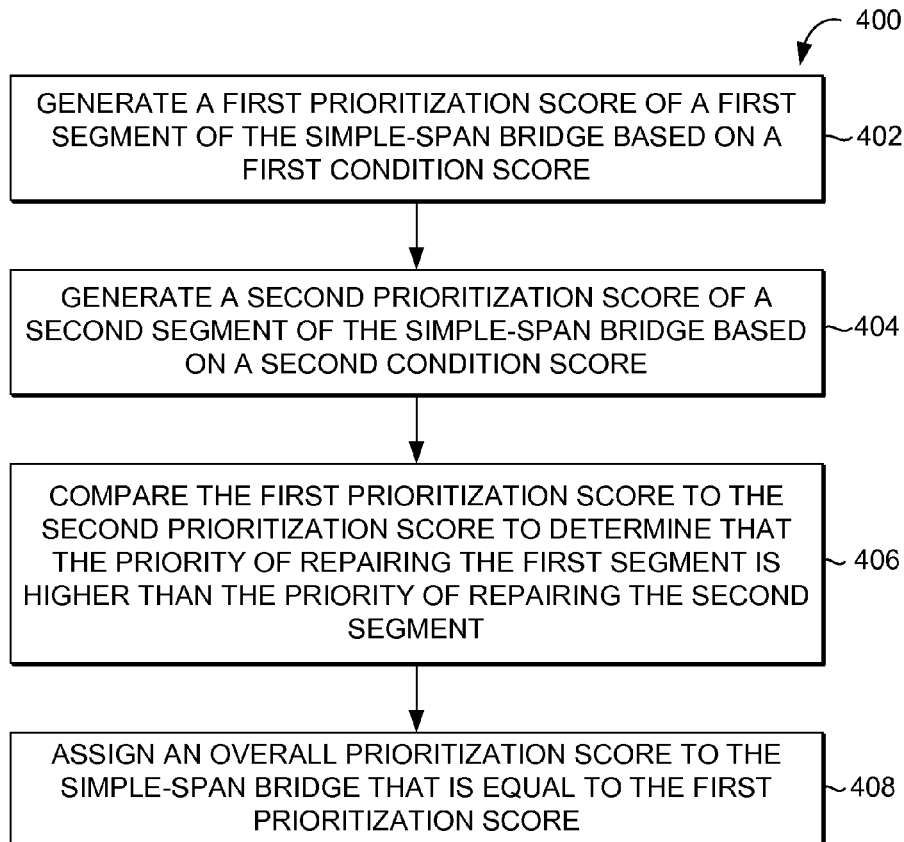 400
GENERATE A FIRST PRIORITIZATION SCORE OF A FIRST
SEGMENT OF THE SIMPLE-SPAN BRIDGE BASED ON A
FIRST CONDITION SCORE
402
GENERATE A SECOND PRIORITIZATION SCORE OF A
SECOND SEGMENT OF THE SIMPLE-SPAN BRIDGE BASED
ON A SECOND CONDITION SCORE
404
COMPARE THE FIRST PRIORITIZATION SCORE TO THE
SECOND PRIORITIZATION SCORE TO DETERMINE THAT
THE PRIORITY OF REPAIRING THE FIRST SEGMENT IS
HIGHER THAN THE PRIORITY OF REPAIRING THE SECOND
SEGMENT
406
ASSIGN AN OVERALL PRIORITIZATION SCORE TO THE
SIMPLE-SPAN BRIDGE THAT IS EQUAL TO THE FIRST
PRIORITIZATION SCORE
408